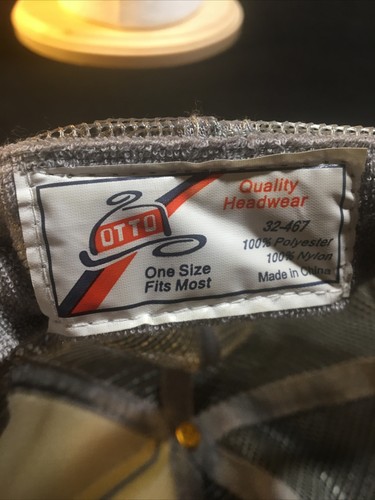 OTTO
One Size
Fits Most
Quality
Headwear
32-467
100% Polyester
100% Nylon
Made in China